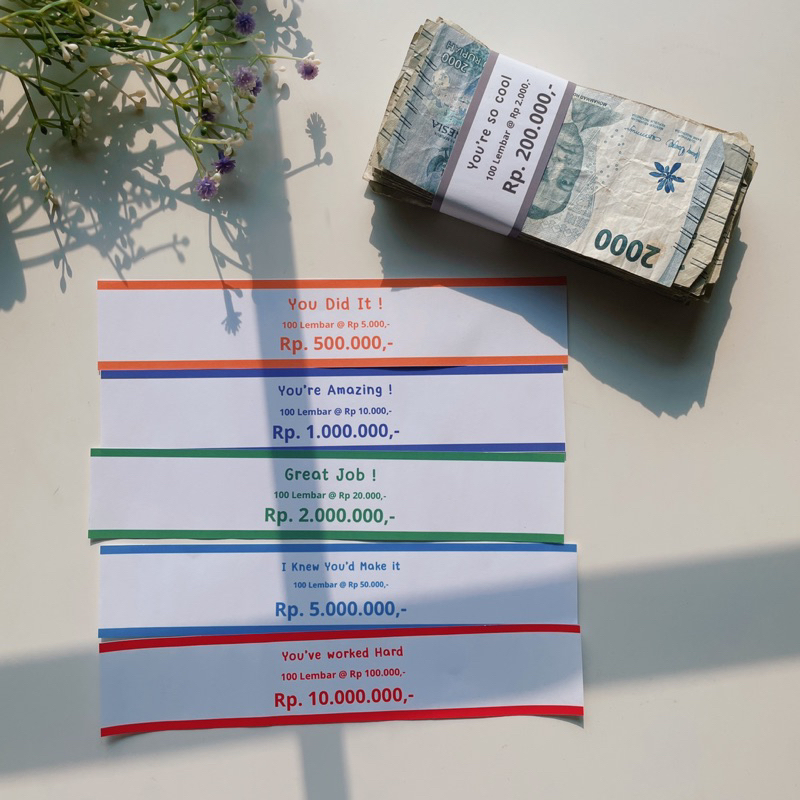 You're so cool
100 Lembar @ Rp 2.000,-
Rp. 200.000,-
2000
2000
You Did It !
100 Lembar @ Rp 5.000,-
Rp. 500.000,-
You're Amazing !
100 Lembar @ Rp 10.000,-
Rp. 1.000.000,-
Great Job !
100 Lembar @ Rp 20.000,-
Rp. 2.000.000,-
I Knew You'd Make it
100 Lembar @ Rp 50.000,-
Rp. 5.000.000,-
You've worked Hard
100 Lembar @ Rp 100.000,-
Rp. 10.000.000,-